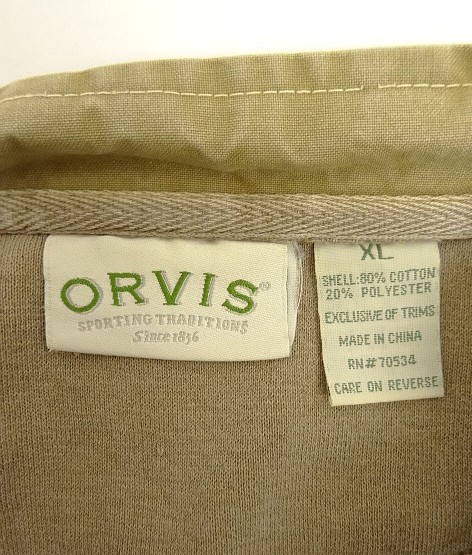 ORVIS®
SPORTING TRADITIONS
Since 1856
XL
SHELL:80% COTTON
20% POLYESTER
EXCLUSIVE OF TRIMS
MADE IN CHINA
RN#70534
CARE ON REVERSE